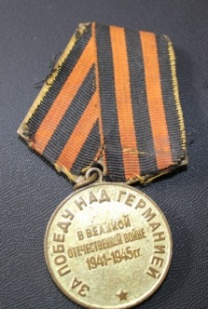 ЗА ПОБЕДУ НАД ГЕРМАНИЕЙ
В ВЕЛИКОЙ
ОТЕЧЕСТВЕННОЙ ВОЙНЕ
1941-1945гг